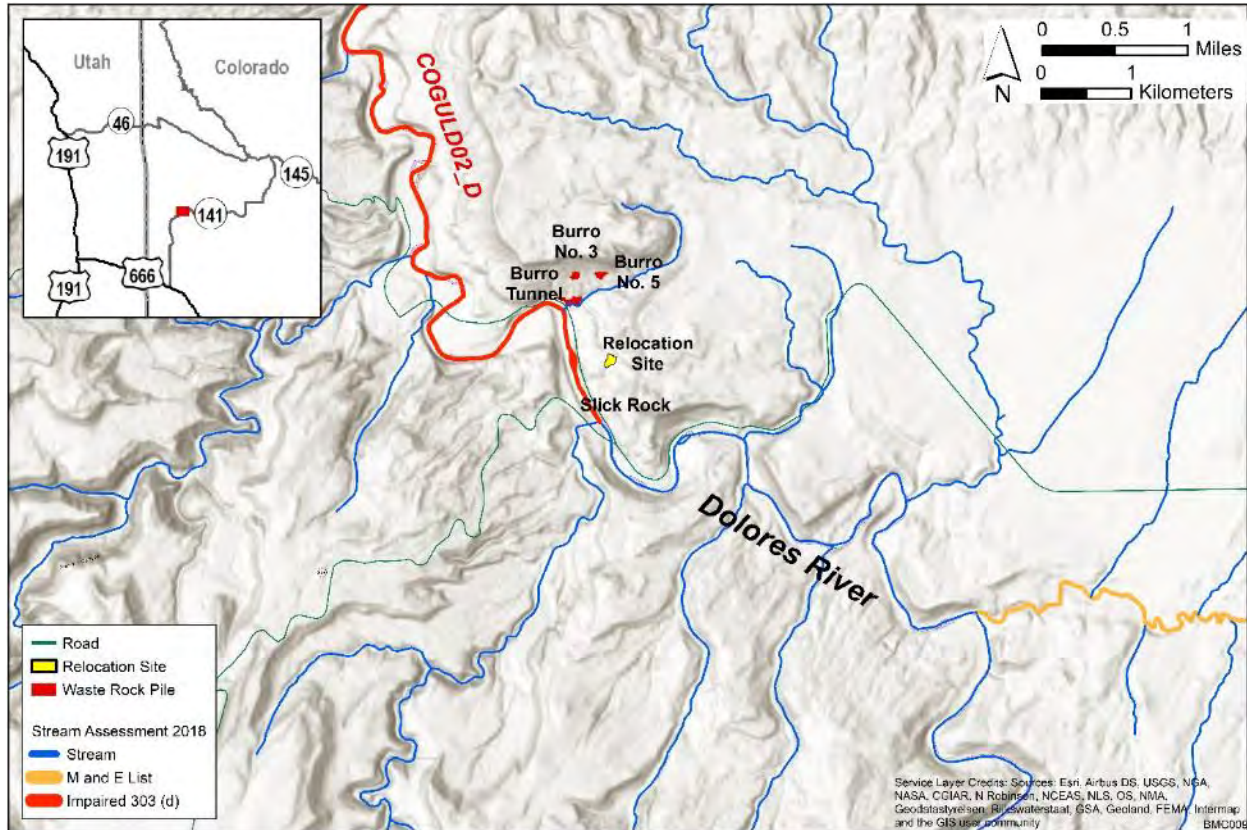 Utah
Colorado
46
191
145
141
666
191
0 0.5 1
Miles
0 1
Kilometers
N
COGULD02_D
Burro
No. 3
Burro
No. 5
Burro
Tunnel
Relocation
Site
Slick Rock
Dolores River
Road
Relocation Site
Waste Rock Pile
Stream Assessment 2018
Stream
M and E List
Impaired 303 (d)
Service Layer Credits: Sources: Esri, Airbus DS, USGS, NGA,
NASA, CGIAR, N Robinson, NCEAS, NLS, OS, NMA,
Geodatastyrelsen, Rijkswaterstaat, GSA, Geoland, FEMA, Intermap
and the GIS user community
BMC008